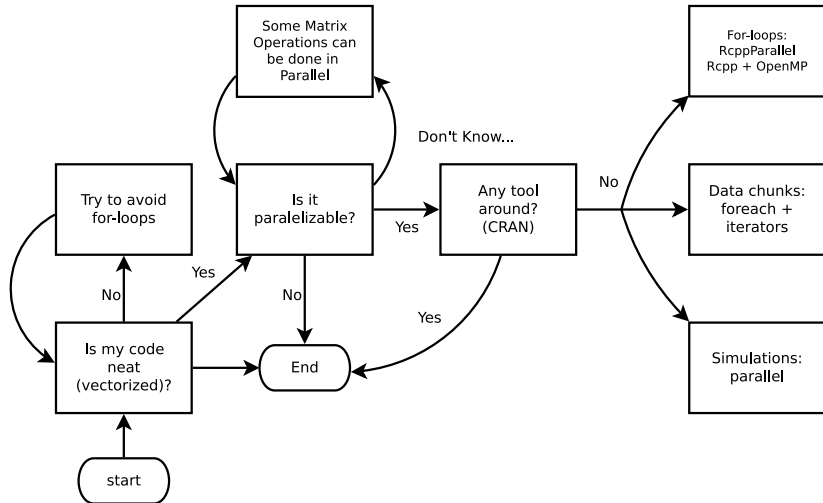 Some Matrix
Operations can
be done in
Parallel
For-loops:
RcppParallel
Rcpp + OpenMP
Don't Know...
Try to avoid
for-loops
Is it
paralelizable?
Yes
Any tool
around?
(CRAN)
No
Data chunks:
foreach +
iterators
No
Yes
No
Yes
Is my code
neat
(vectorized)?
End
Simulations:
parallel
start